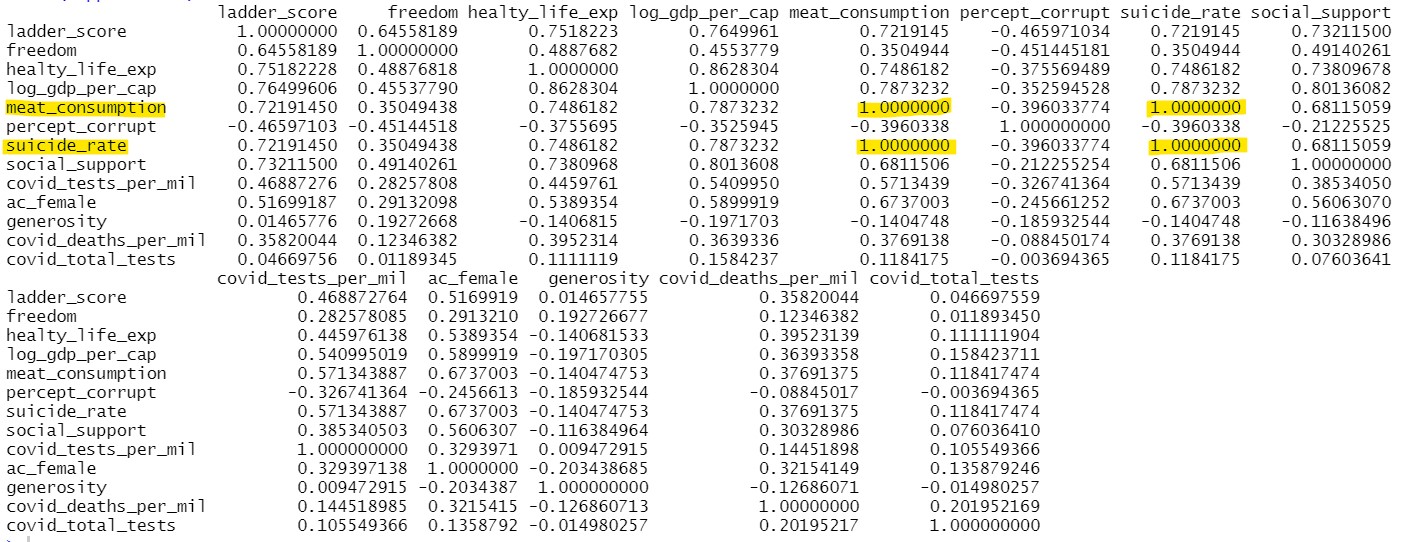 ladder_score freedom healty_life_exp log_gdp_per_cap meat_consumption percept_corrupt suicide_rate social_support
ladder_score 1.00000000 0.64558189 0.7518223 0.7649961 0.7219145 -0.465971034 0.7219145 0.73211500
freedom 0.64558189 1.00000000 0.4887682 0.4553779 0.3504944 -0.451445181 0.3504944 0.49140261
healty_life_exp 0.75182228 0.48876818 1.0000000 0.8628304 0.7486182 -0.375569489 0.7486182 0.73809678
log_gdp_per_cap 0.76499606 0.45537790 0.8628304 1.0000000 0.7873232 -0.352594528 0.7873232 0.80136082
meat_consumption 0.72191450 0.35049438 0.7486182 0.7873232 1.0000000 -0.396033774 1.0000000 0.68115059
percept_corrupt -0.46597103 -0.45144518 -0.3755695 -0.3525945 -0.3960338 1.000000000 -0.3960338 -0.21225525
suicide_rate 0.72191450 0.35049438 0.7486182 0.7873232 1.0000000 -0.396033774 1.0000000 0.68115059
social_support 0.73211500 0.49140261 0.7380968 0.8013608 0.6811506 -0.212255254 0.6811506 1.00000000
covid_tests_per_mil 0.46887276 0.28257808 0.4459761 0.5409950 0.5713439 -0.326741364 0.5713439 0.38534050
ac_female 0.51699187 0.29132098 0.5389354 0.5899919 0.6737003 -0.245661252 0.6737003 0.56063070
generosity 0.01465776 0.19272668 -0.1406815 -0.1971703 -0.1404748 -0.185932544 -0.1404748 -0.11638496
covid_deaths_per_mil 0.35820044 0.12346382 0.3952314 0.3639336 0.3769138 -0.088450174 0.3769138 0.30328986
covid_total_tests 0.04669756 0.01189345 0.1111119 0.1584237 0.1184175 -0.003694365 0.1184175 0.07603641
covid_tests_per_mil ac_female generosity covid_deaths_per_mil covid_total_tests
ladder_score 0.468872764 0.5169919 0.014657755 0.35820044 0.046697559
freedom 0.282578085 0.2913210 0.192726677 0.12346382 0.011893450
healty_life_exp 0.445976138 0.5389354 -0.140681533 0.39523139 0.111111904
log_gdp_per_cap 0.540995019 0.5899919 -0.197170305 0.36393358 0.158423711
meat_consumption 0.571343887 0.6737003 -0.140474753 0.37691375 0.118417474
percept_corrupt -0.326741364 -0.2456613 -0.185932544 -0.08845017 -0.003694365
suicide_rate 0.571343887 0.6737003 -0.140474753 0.37691375 0.118417474
social_support 0.385340503 0.5606307 -0.116384964 0.30328986 0.076036410
covid_tests_per_mil 1.000000000 0.3293971 0.009472915 0.14451898 0.105549366
ac_female 0.329397138 1.0000000 -0.203438685 0.32154149 0.135879246
generosity 0.009472915 -0.2034387 1.000000000 -0.12686071 -0.014980257
covid_deaths_per_mil 0.144518985 0.3215415 -0.126860713 1.00000000 0.201952169
covid_total_tests 0.105549366 0.1358792 -0.014980257 0.20195217 1.000000000